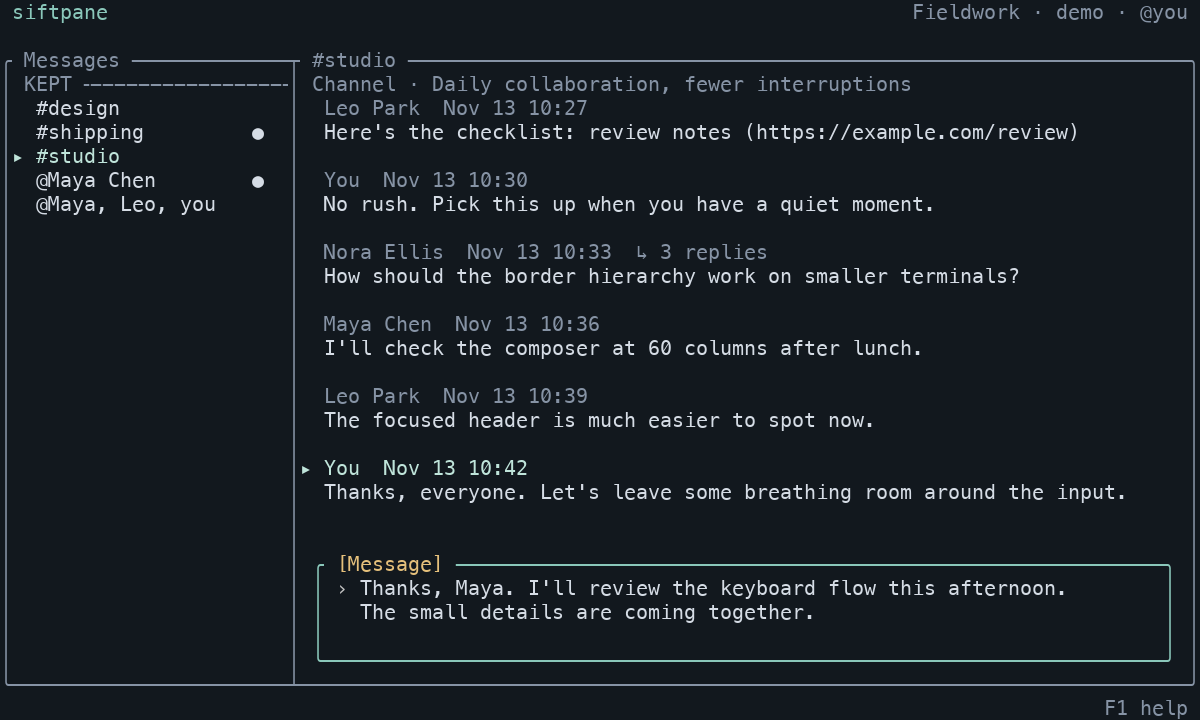 siftpane
Fieldwork · demo · @you
Messages
KEPT
#design
#shipping ●
▸ #studio
@Maya Chen ●
@Maya, Leo, you
#studio
Channel · Daily collaboration, fewer interruptions
Leo Park  Nov 13 10:27
Here's the checklist: review notes (https://example.com/review)
You  Nov 13 10:30
No rush. Pick this up when you have a quiet moment.
Nora Ellis  Nov 13 10:33  ↳ 3 replies
How should the border hierarchy work on smaller terminals?
Maya Chen  Nov 13 10:36
I'll check the composer at 60 columns after lunch.
Leo Park  Nov 13 10:39
The focused header is much easier to spot now.
▸ You  Nov 13 10:42
Thanks, everyone. Let's leave some breathing room around the input.
[Message]
› Thanks, Maya. I'll review the keyboard flow this afternoon.
The small details are coming together.
F1 help